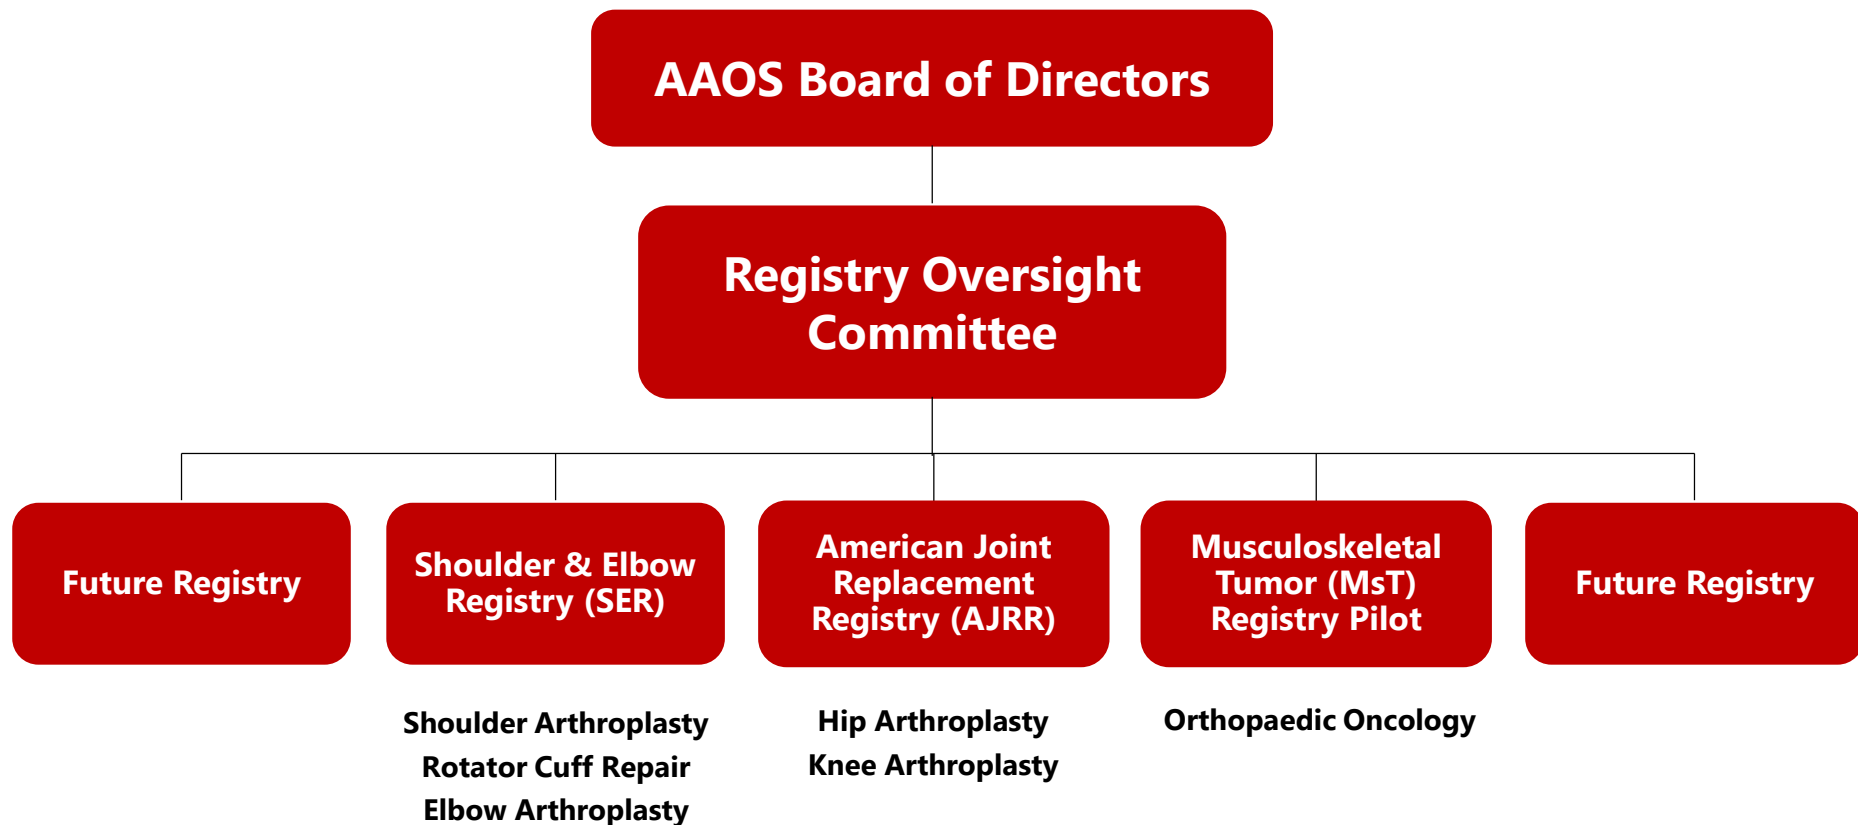 AAOS Board of Directors
Registry Oversight
Committee
Future Registry
Shoulder & Elbow
Registry (SER)
American Joint
Replacement
Registry (AJRR)
Musculoskeletal
Tumor (MsT)
Registry Pilot
Future Registry
Shoulder Arthroplasty
Rotator Cuff Repair
Elbow Arthroplasty
Hip Arthroplasty
Knee Arthroplasty
Orthopaedic Oncology